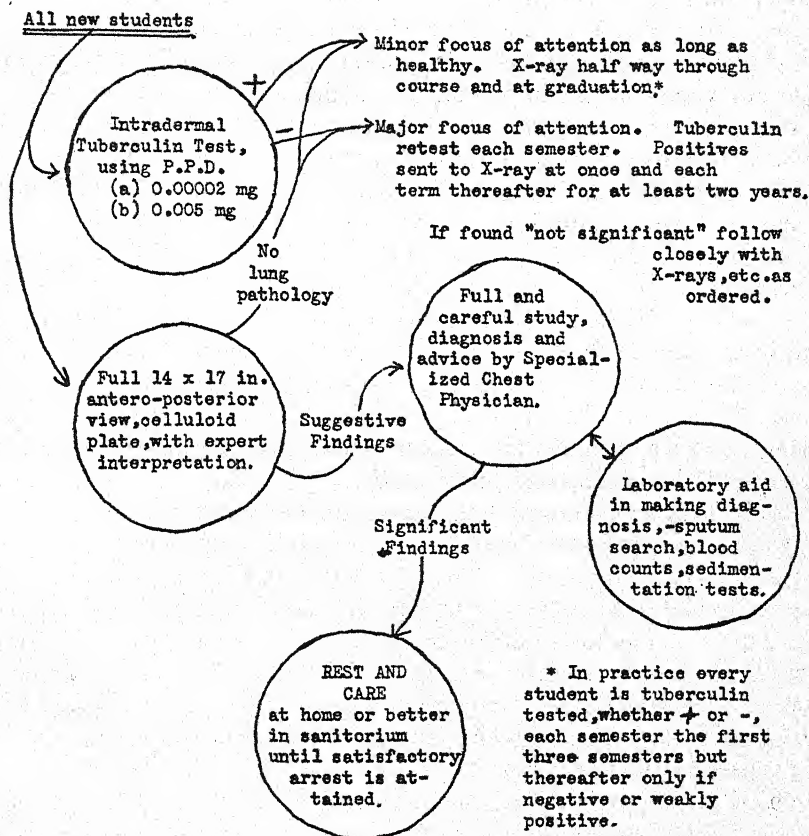 All new students
+
Minor focus of attention as long as
healthy. X-ray half way through
course and at graduation*
Intradermal
Tuberculin Test,
using P.P.D.
(a) 0.00002 mg
(b) 0.005 mg
-
Major focus of attention. Tuberculin
retest each semester. Positives
sent to X-ray at once and each
term thereafter for at least two years.
No
lung
pathology
If found "not significant" follow
closely with
X-rays,etc.as
ordered.
Full 14 x 17 in.
antero-posterior
view,celluloid
plate,with expert
interpretation.
Suggestive
Findings
Full and
careful study,
diagnosis and
advice by Special-
ized Chest
Physician.
Laboratory aid
in making diag-
nosis,-sputum
search,blood
counts,sedimen-
tation tests.
Significant
Findings
REST AND
CARE
at home or better
in sanitorium
until satisfactory
arrest is at-
tained.
* In practice every
student is tuberculin
tested,whether + or -,
each semester the first
three semesters but
thereafter only if
negative or weakly
positive.